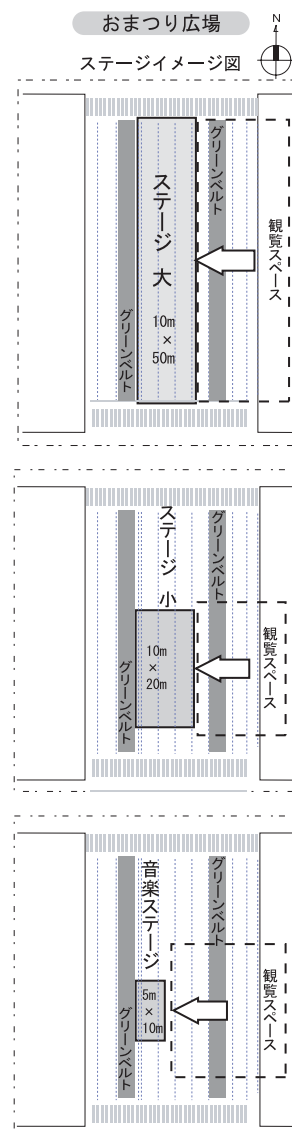 おまつり広場
ステージイメージ図
N
ステージ 大
10m
×
50m
グリーンベルト
グリーンベルト
観覧スペース
ステージ 小
10m
×
20m
グリーンベルト
グリーンベルト
観覧スペース
音楽ステージ
5m
×
10m
グリーンベルト
グリーンベルト
観覧スペース